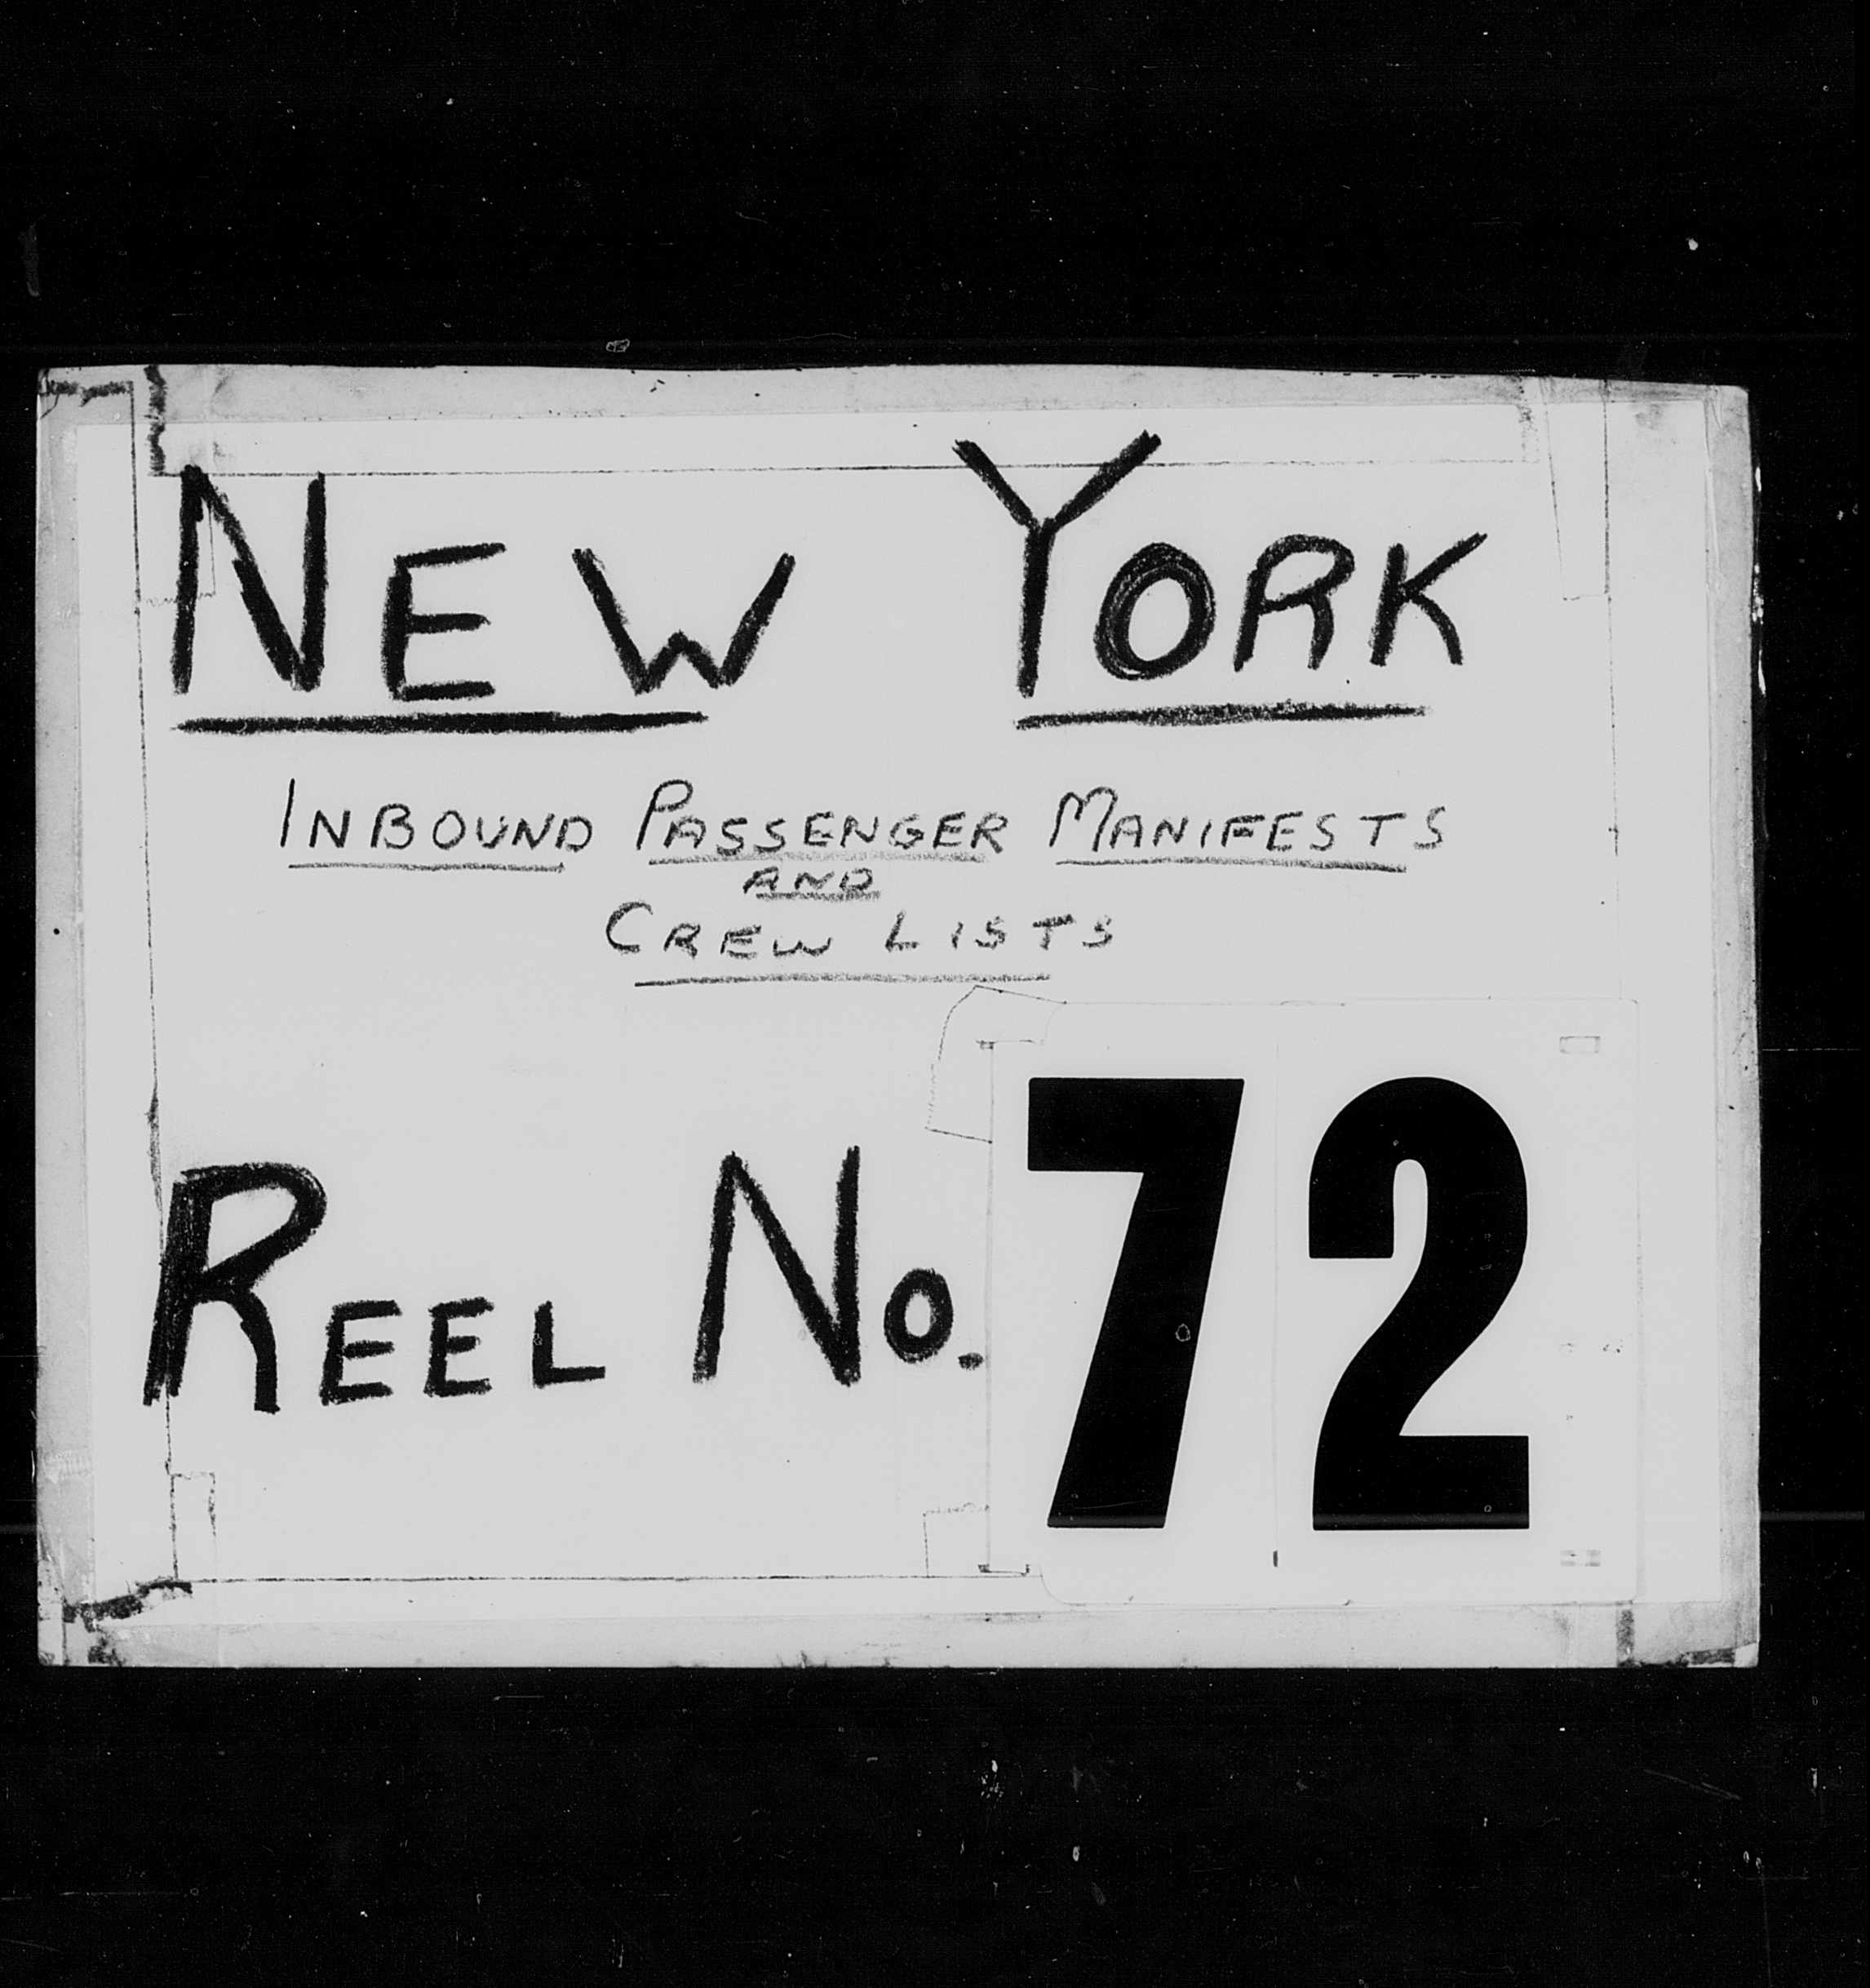 NEW YORK
INBOUND PASSENGER MANIFESTS
AND
CREW LISTS
REEL NO. 72